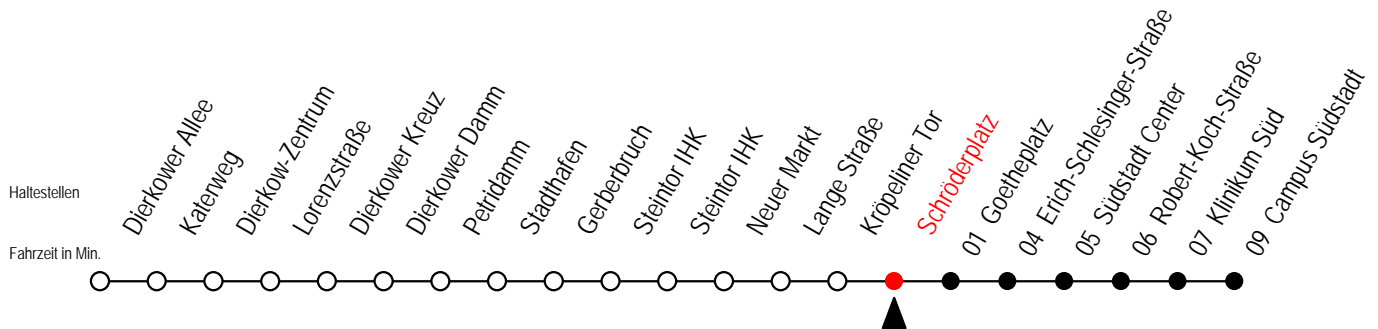 Haltestellen
Fahrzeit in Min.
Dierkower Allee
Katerweg
Dierkow-Zentrum
Lorenzstraße
Dierkower Kreuz
Dierkower Damm
Petridamm
Stadthafen
Gerberbruch
Steintor IHK
Steintor IHK
Neuer Markt
Lange Straße
Kröpeliner Tor
Schröderplatz
01 Goetheplatz
04 Erich-Schlesinger-Straße
05 Südstadt Center
06 Robert-Koch-Straße
07 Klinikum Süd
09 Campus Südstadt